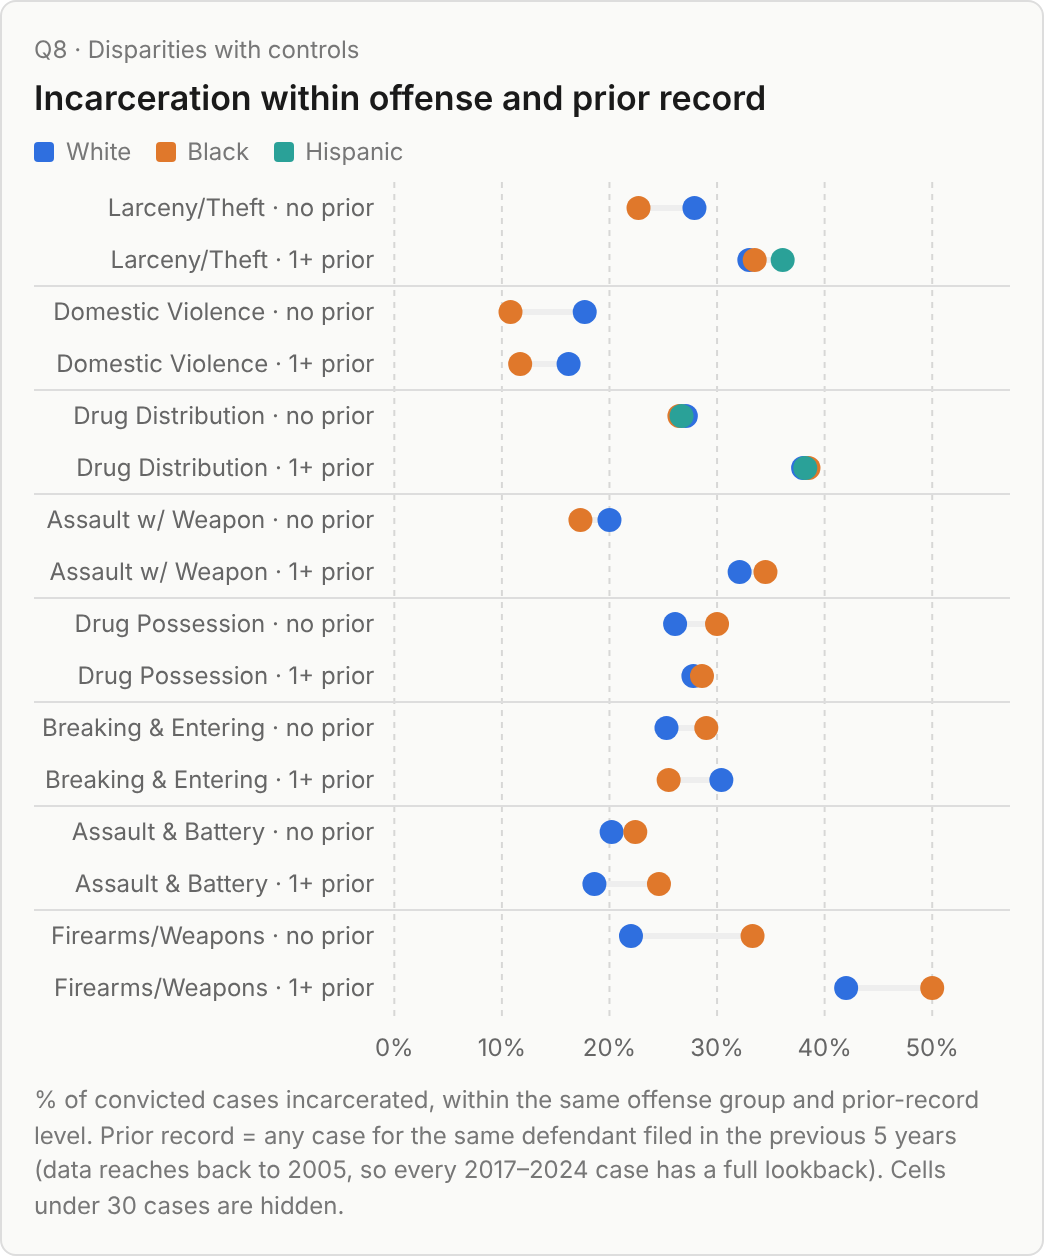 Q8 · Disparities with controls
Incarceration within offense and prior record
White Black Hispanic
Larceny/Theft · no prior
Larceny/Theft · 1+ prior
Domestic Violence · no prior
Domestic Violence · 1+ prior
Drug Distribution · no prior
Drug Distribution · 1+ prior
Assault w/ Weapon · no prior
Assault w/ Weapon · 1+ prior
Drug Possession · no prior
Drug Possession · 1+ prior
Breaking & Entering · no prior
Breaking & Entering · 1+ prior
Assault & Battery · no prior
Assault & Battery · 1+ prior
Firearms/Weapons · no prior
Firearms/Weapons · 1+ prior
0% 10% 20% 30% 40% 50%
% of convicted cases incarcerated, within the same offense group and prior-record
level. Prior record = any case for the same defendant filed in the previous 5 years
(data reaches back to 2005, so every 2017–2024 case has a full lookback). Cells
under 30 cases are hidden.